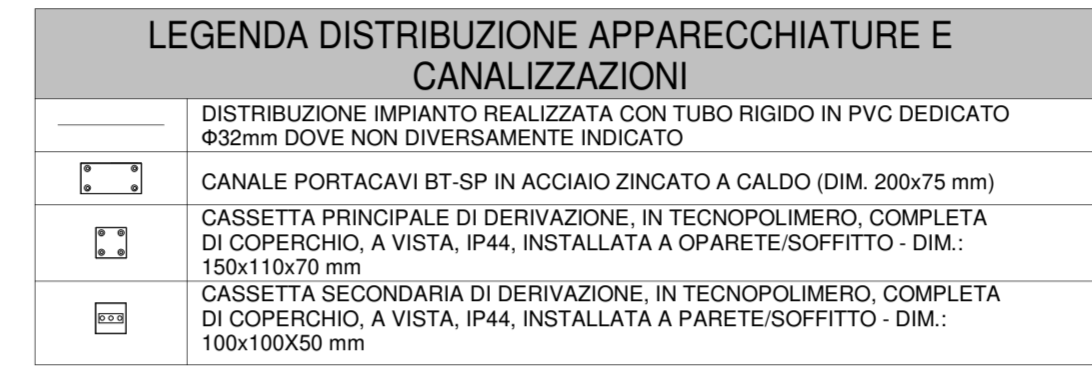 LEGENDA DISTRIBUZIONE APPARECCHIATURE E
CANALIZZAZIONI
DISTRIBUZIONE IMPIANTO REALIZZATA CON TUBO RIGIDO IN PVC DEDICATO
Φ32mm DOVE NON DIVERSAMENTE INDICATO
CANALE PORTACAVI BT-SP IN ACCIAIO ZINCATO A CALDO (DIM. 200x75 mm)
CASSETTA PRINCIPALE DI DERIVAZIONE, IN TECNOPOLIMERO, COMPLETA
DI COPERCHIO, A VISTA, IP44, INSTALLATA A OPARETE/SOFFITTO - DIM.:
150x110x70 mm
CASSETTA SECONDARIA DI DERIVAZIONE, IN TECNOPOLIMERO, COMPLETA
DI COPERCHIO, A VISTA, IP44, INSTALLATA A PARETE/SOFFITTO - DIM.:
100x100X50 mm